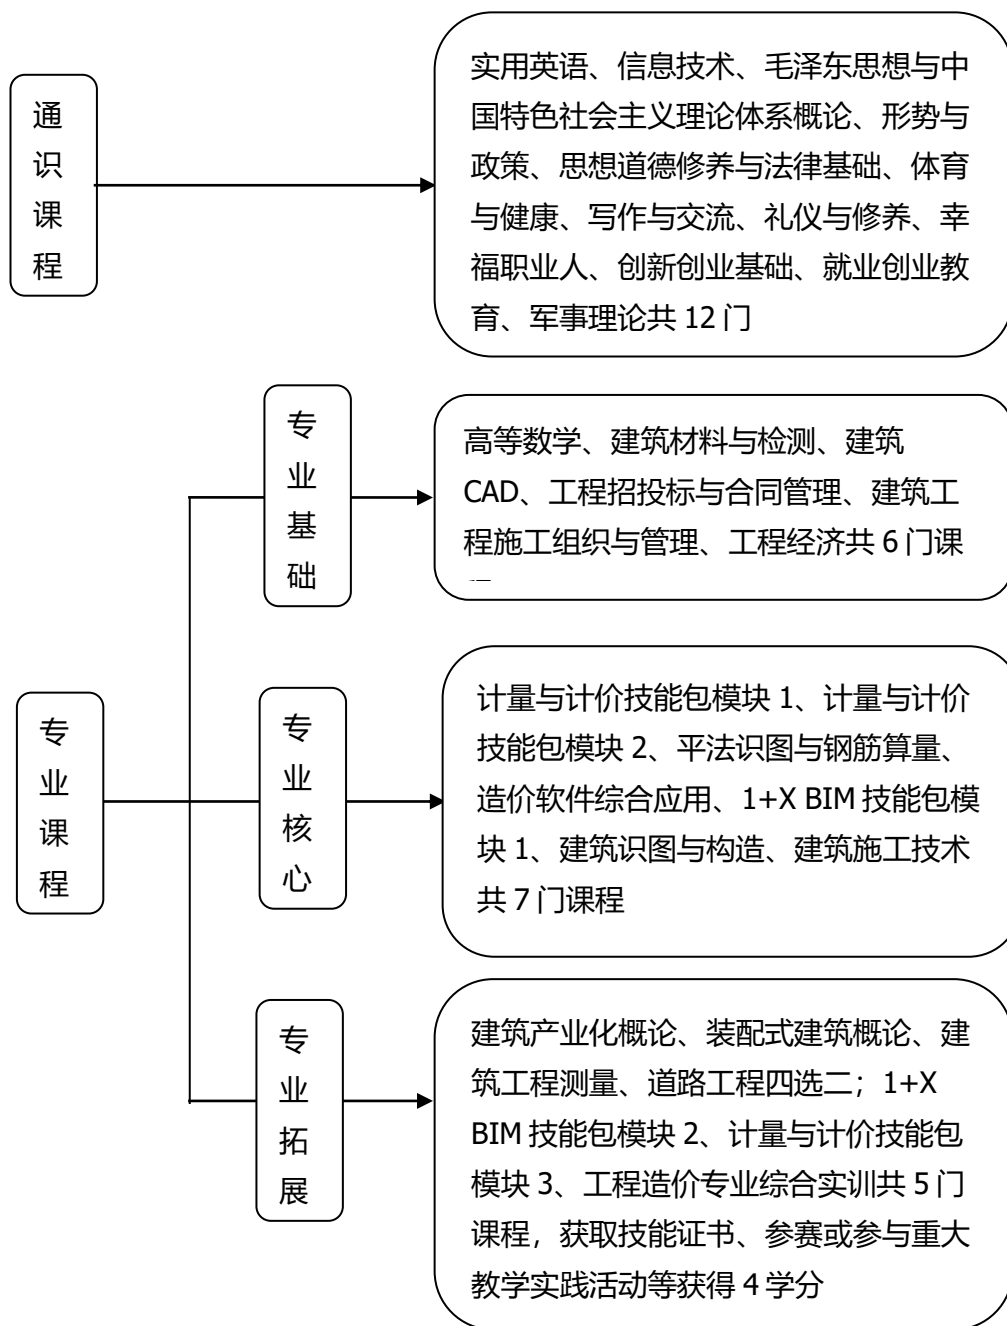 通识课程
实用英语、信息技术、毛泽东思想与中
国特色社会主义理论体系概论、形势与
政策、思想道德修养与法律基础、体育
与健康、写作与交流、礼仪与修养、幸
福职业人、创新创业基础、就业创业教
育、军事理论共 12 门
专业基础
高等数学、建筑材料与检测、建筑
CAD、工程招投标与合同管理、建筑工
程施工组织与管理、工程经济共 6 门课
专业课程
专业核心
计量与计价技能包模块 1、计量与计价
技能包模块 2、平法识图与钢筋算量、
造价软件综合应用、1+X BIM 技能包模
块 1、建筑识图与构造、建筑施工技术
共 7 门课程
专业拓展
建筑产业化概论、装配式建筑概论、建
筑工程测量、道路工程四选二；1+X
BIM 技能包模块 2、计量与计价技能包
模块 3、工程造价专业综合实训共 5 门
课程，获取技能证书、参赛或参与重大
教学实践活动等获得 4 学分